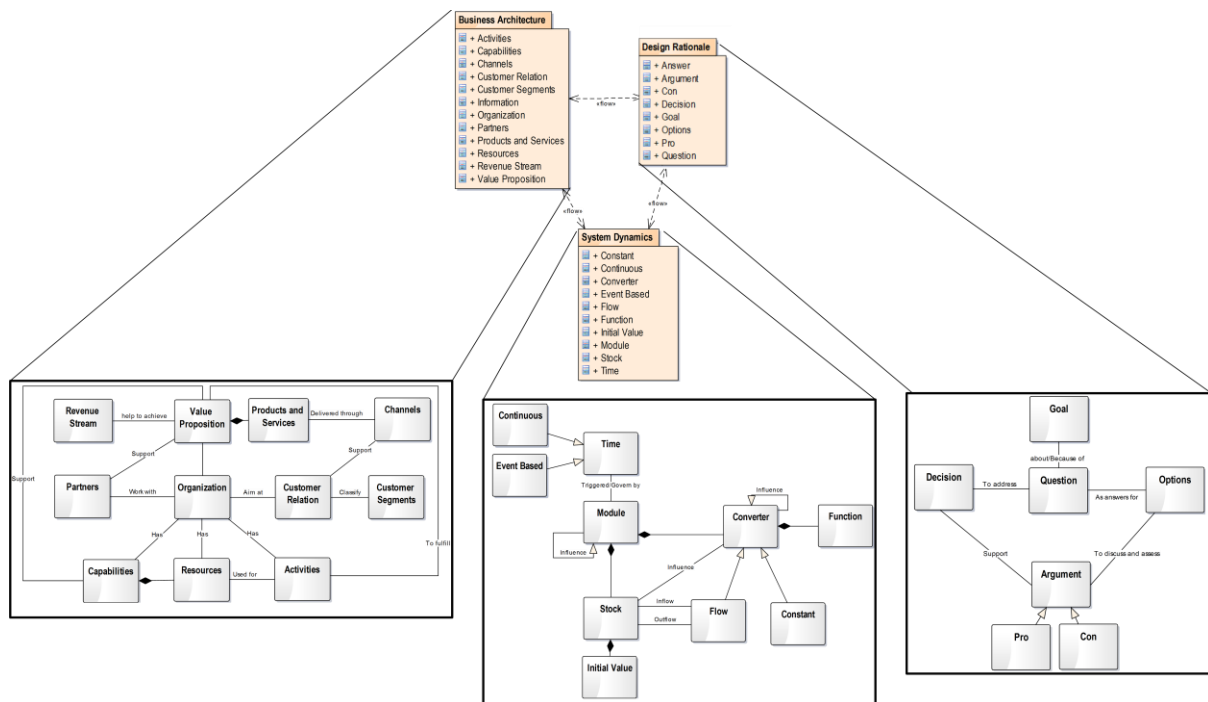 Business Architecture
+ Activities
+ Capabilities
+ Channels
+ Customer Relation
+ Customer Segments
+ Information
+ Organization
+ Partners
+ Products and Services
+ Resources
+ Revenue Stream
+ Value Proposition
Design Rationale
+ Answer
+ Argument
+ Con
+ Decision
+ Goal
+ Options
+ Pro
+ Question
«flow»
«flow»
«flow»
System Dynamics
+ Constant
+ Continuous
+ Converter
+ Event Based
+ Flow
+ Function
+ Initial Value
+ Module
+ Stock
+ Time
Revenue
Stream
help to achieve
Value
Proposition
Products and
Services
Delivered through
Channels
Support
Support
Support
Partners
Work with
Organization
Aim at
Customer
Relation
Classify
Customer
Segments
Has
Has
Has
To fulfill
Capabilities
Resources
Used for
Activities
Continuous
Time
Event Based
Triggered Govern by
Influence
Module
Converter
Function
Influence
Influence
Stock
Inflow
Outflow
Flow
Constant
Initial Value
Goal
about/Because of
Decision
To address
Question
As answers for
Options
Support
To discuss and assess
Argument
Pro
Con